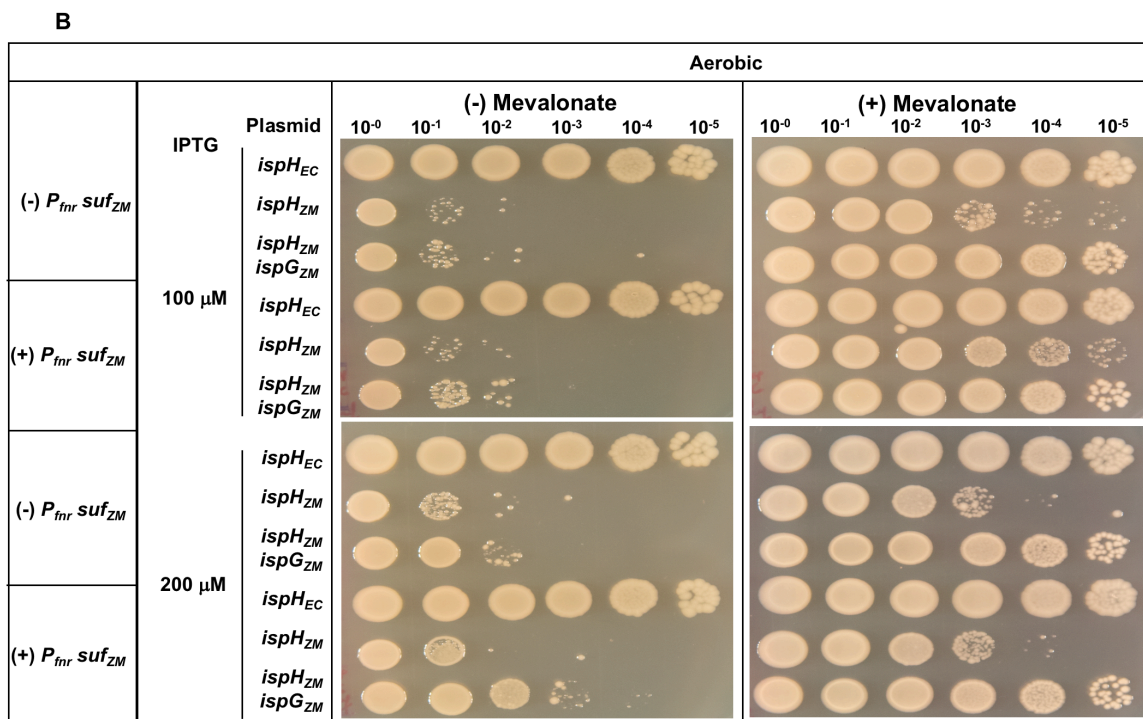 B
Aerobic
(-) Mevalonate
(+) Mevalonate
IPTG
Plasmid
10-0 10-1 10-2 10-3 10-4 10-5
10-0 10-1 10-2 10-3 10-4 10-5
(-) Pfnr sufZM
100 μM
ispHEC
ispHZM
ispHZM
ispGZM
(+) Pfnr sufZM
ispHEC
ispHZM
ispHZM
ispGZM
(-) Pfnr sufZM
200 μM
ispHEC
ispHZM
ispHZM
ispGZM
(+) Pfnr sufZM
ispHEC
ispHZM
ispHZM
ispGZM